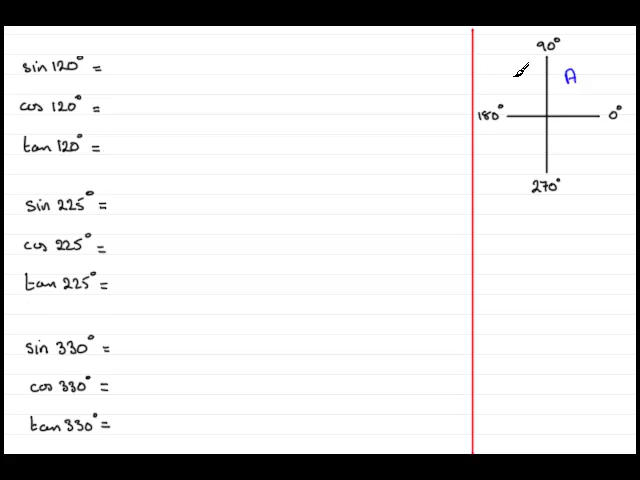 sin 120° =
cos 120° =
tan 120° =
sin 225° =
cos 225° =
tan 225° =
sin 330° =
cos 330° =
tan 330° =
90°
A
180°
0°
270°